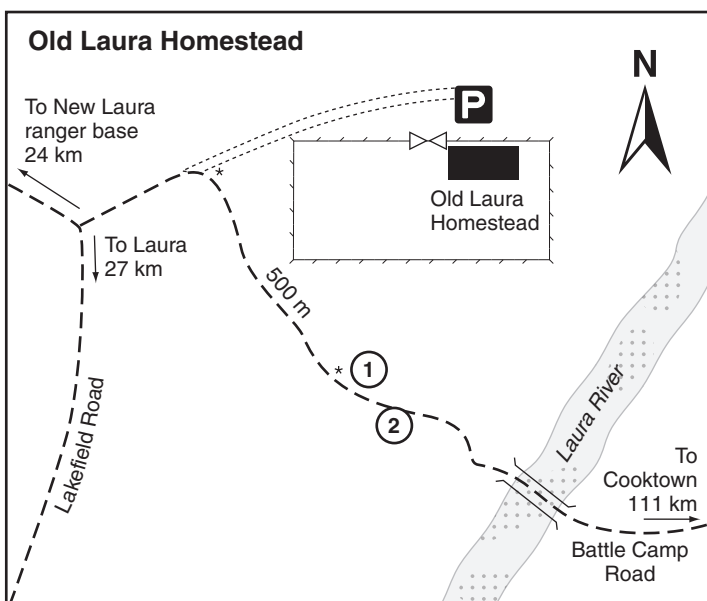 Old Laura Homestead
N
P
To New Laura
ranger base
24 km
Old Laura
Homestead
To Laura
27 km
500 m
*
*
1
2
Lakefield Road
Laura River
To
Cooktown
111 km
Battle Camp
Road